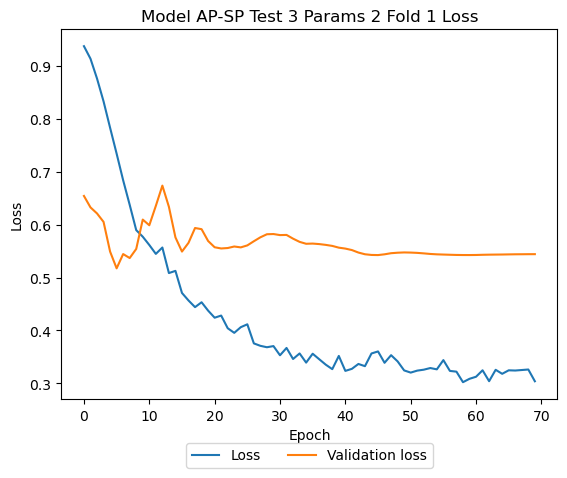 Model AP-SP Test 3 Params 2 Fold 1 Loss
Loss
0.9
0.8
0.7
0.6
0.5
0.4
0.3
0 10 20 30 40 50 60 70
Epoch
Loss Validation loss